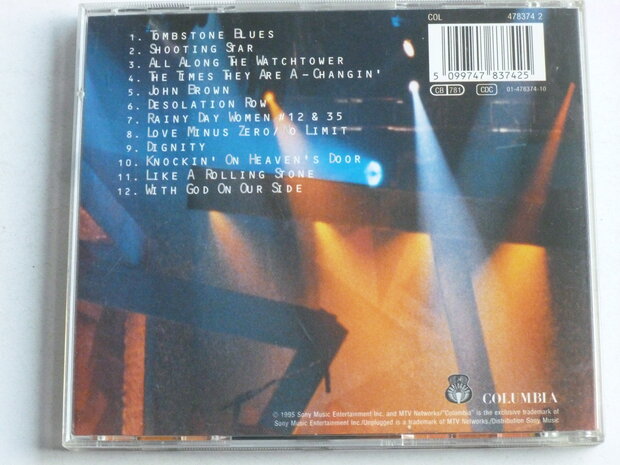 1. Tombstone Blues
2. Shooting Star
3. All Along The Watchtower
4. The Times They Are A-Changin'
5. John Brown
6. Desolation Row
7. Rainy Day Women #12 & 35
8. Love Minus Zero/No Limit
9. Dignity
10. Knockin' On Heaven's Door
11. Like A Rolling Stone
12. With God On Our Side
COL 478374 2
5 099747 837425
CB 781 CDC 01-478374-10
COLUMBIA
© 1995 Sony Music Entertainment Inc. and MTV Networks/"Columbia" is the exclusive trademark of
Sony Music Ent. Inc./Unplugged is a trademark of MTV Networks./Distribution Sony Music